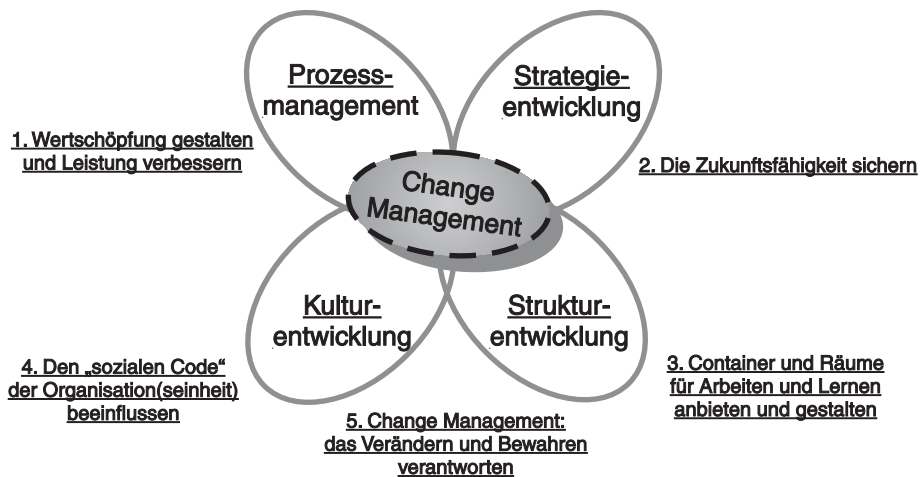 Prozess-
management
Strategie-
entwicklung
1. Wertschöpfung gestalten
und Leistung verbessern
2. Die Zukunftsfähigkeit sichern
Change
Management
Kultur-
entwicklung
Struktur-
entwicklung
4. Den „sozialen Code“
der Organisation(seinheit)
beeinflussen
3. Container und Räume
für Arbeiten und Lernen
anbieten und gestalten
5. Change Management:
das Verändern und Bewahren
verantworten